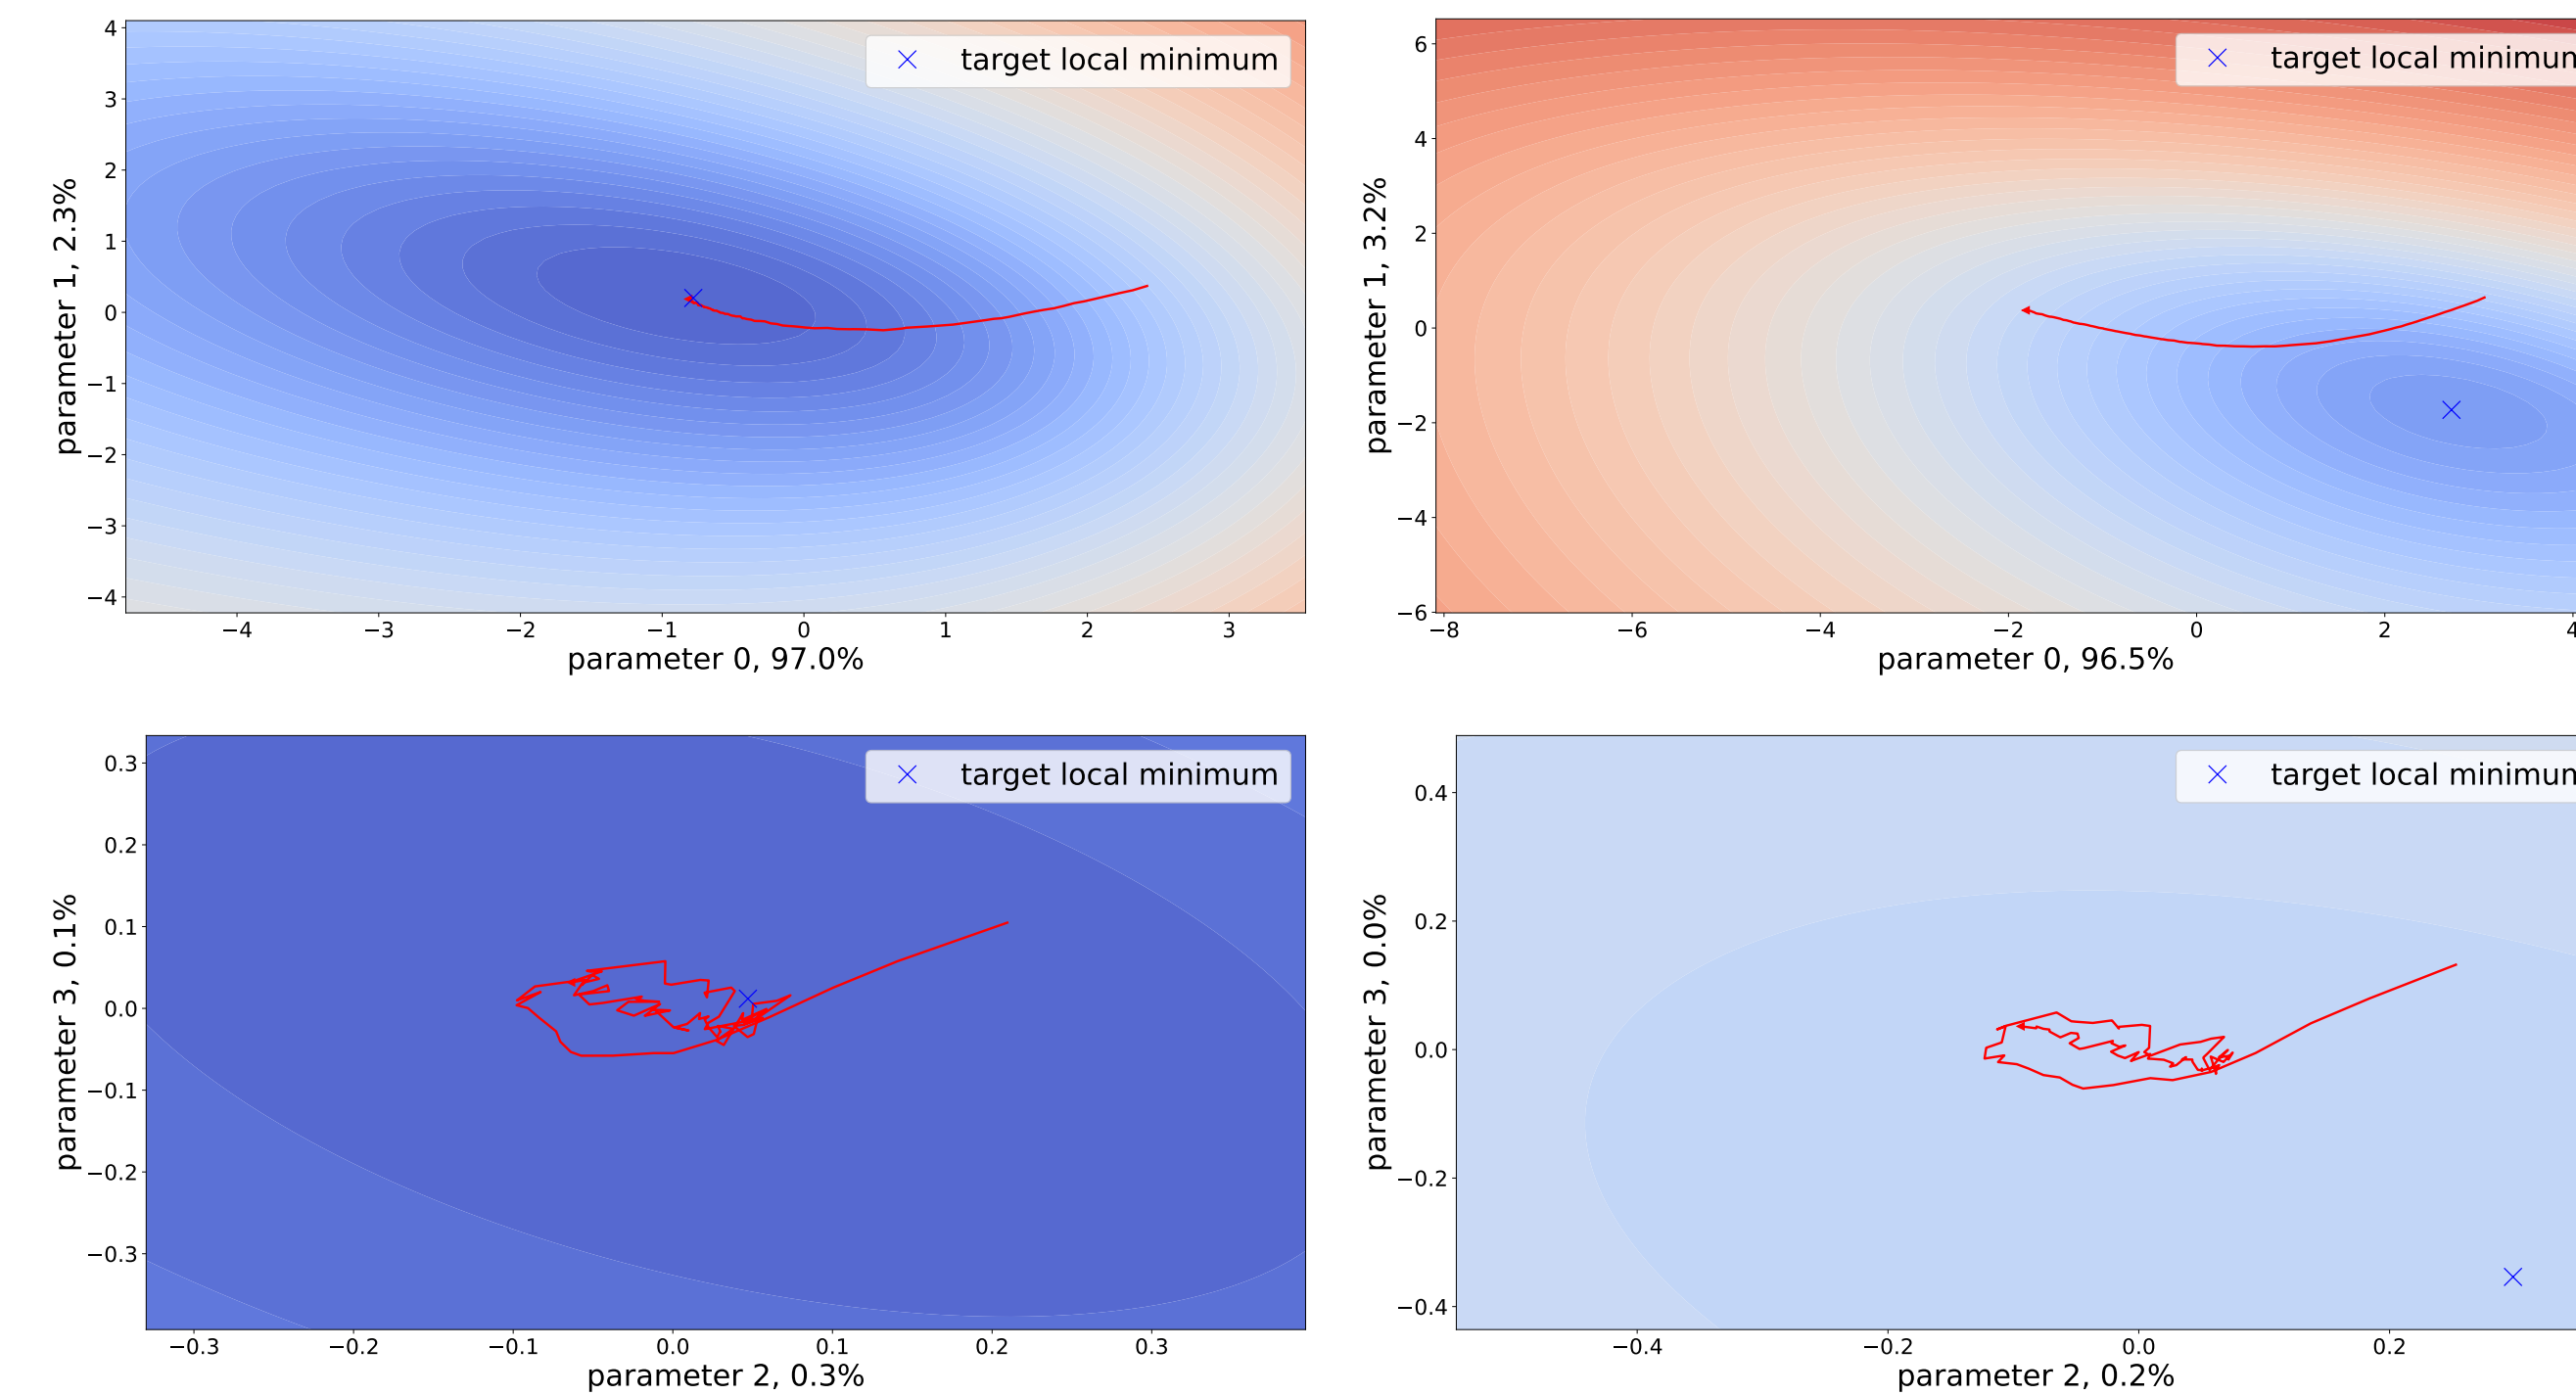 target local minimum
4
3
2
1
0
−1
−2
−3
−4
parameter 1, 2.3%
−4 −3 −2 −1 0 1 2 3
parameter 0, 97.0%
target local minimum
6
4
2
0
−2
−4
−6
parameter 1, 3.2%
−8 −6 −4 −2 0 2 4
parameter 0, 96.5%
target local minimum
0.3
0.2
0.1
0.0
−0.1
−0.2
−0.3
parameter 3, 0.1%
−0.3 −0.2 −0.1 0.0 0.1 0.2 0.3
parameter 2, 0.3%
target local minimum
0.4
0.2
0.0
−0.2
−0.4
parameter 3, 0.0%
−0.4 −0.2 0.0 0.2
parameter 2, 0.2%